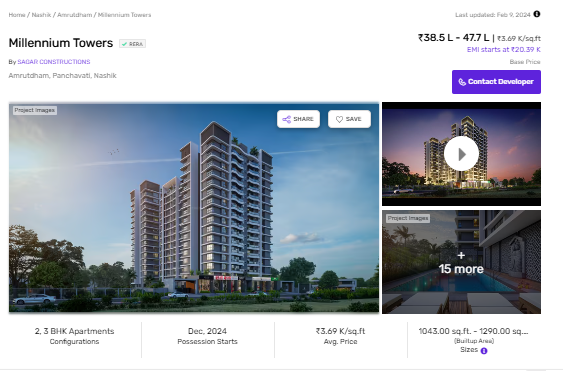 Home / Nashik / Amrutdham / Millennium Towers
Last updated: Feb 9, 2024
Millennium Towers RERA
₹38.5 L - 47.7 L | ₹3.69 K/sq.ft
EMI starts at ₹20.39 K
By SAGAR CONSTRUCTIONS
Base Price
Amrutdham, Panchavati, Nashik
Contact Developer
Project Images
SHARE
SAVE
Project Images
+
15 more
2, 3 BHK Apartments
Configurations
Dec, 2024
Possession Starts
₹3.69 K/sq.ft
Avg. Price
1043.00 sq.ft. - 1290.00 sq....
(Builtup Area)
Sizes